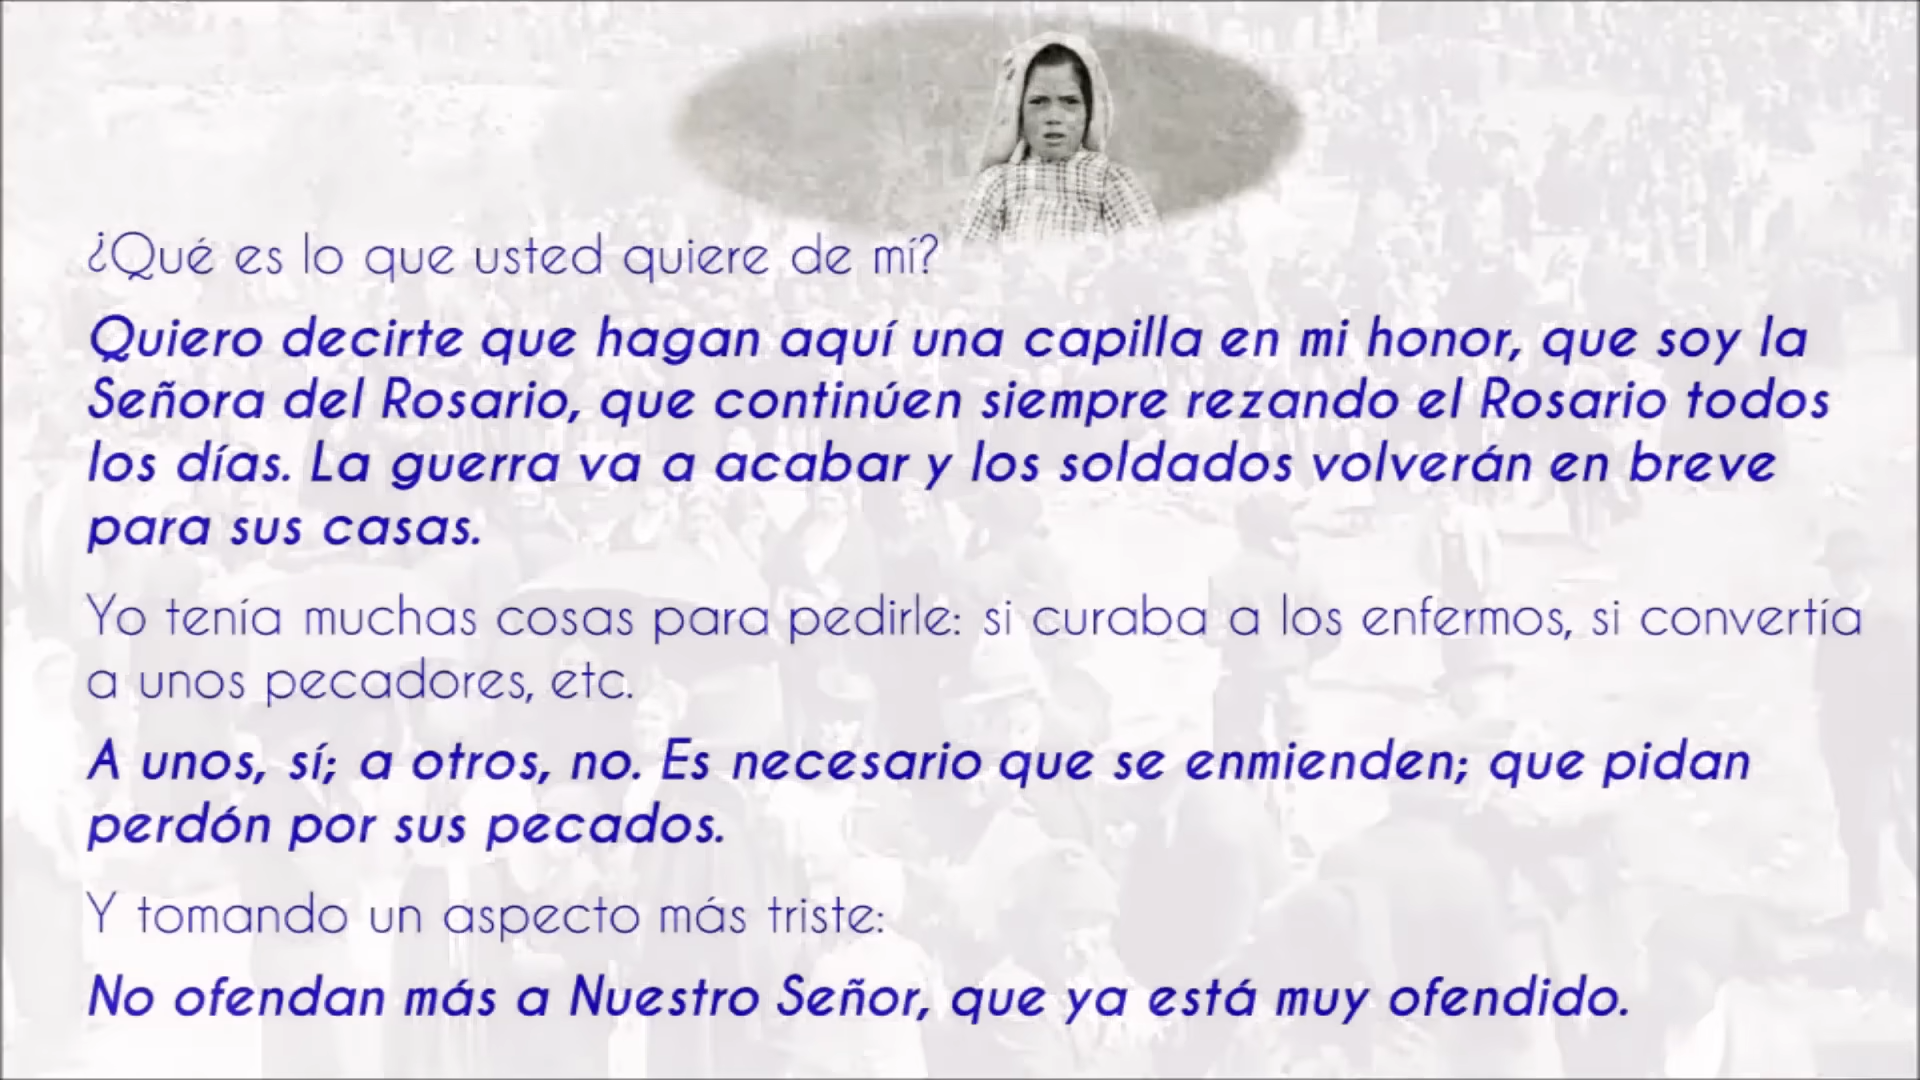 ¿Qué es lo que usted quiere de mí?
Quiero decirte que hagan aquí una capilla en mi honor, que soy la
Señora del Rosario, que continúen siempre rezando el Rosario todos
los días. La guerra va a acabar y los soldados volverán en breve
para sus casas.
Yo tenía muchas cosas para pedirle: si curaba a los enfermos, si convertía
a unos pecadores, etc.
A unos, sí; a otros, no. Es necesario que se enmienden; que pidan
perdón por sus pecados.
Y tomando un aspecto más triste:
No ofendan más a Nuestro Señor, que ya está muy ofendido.